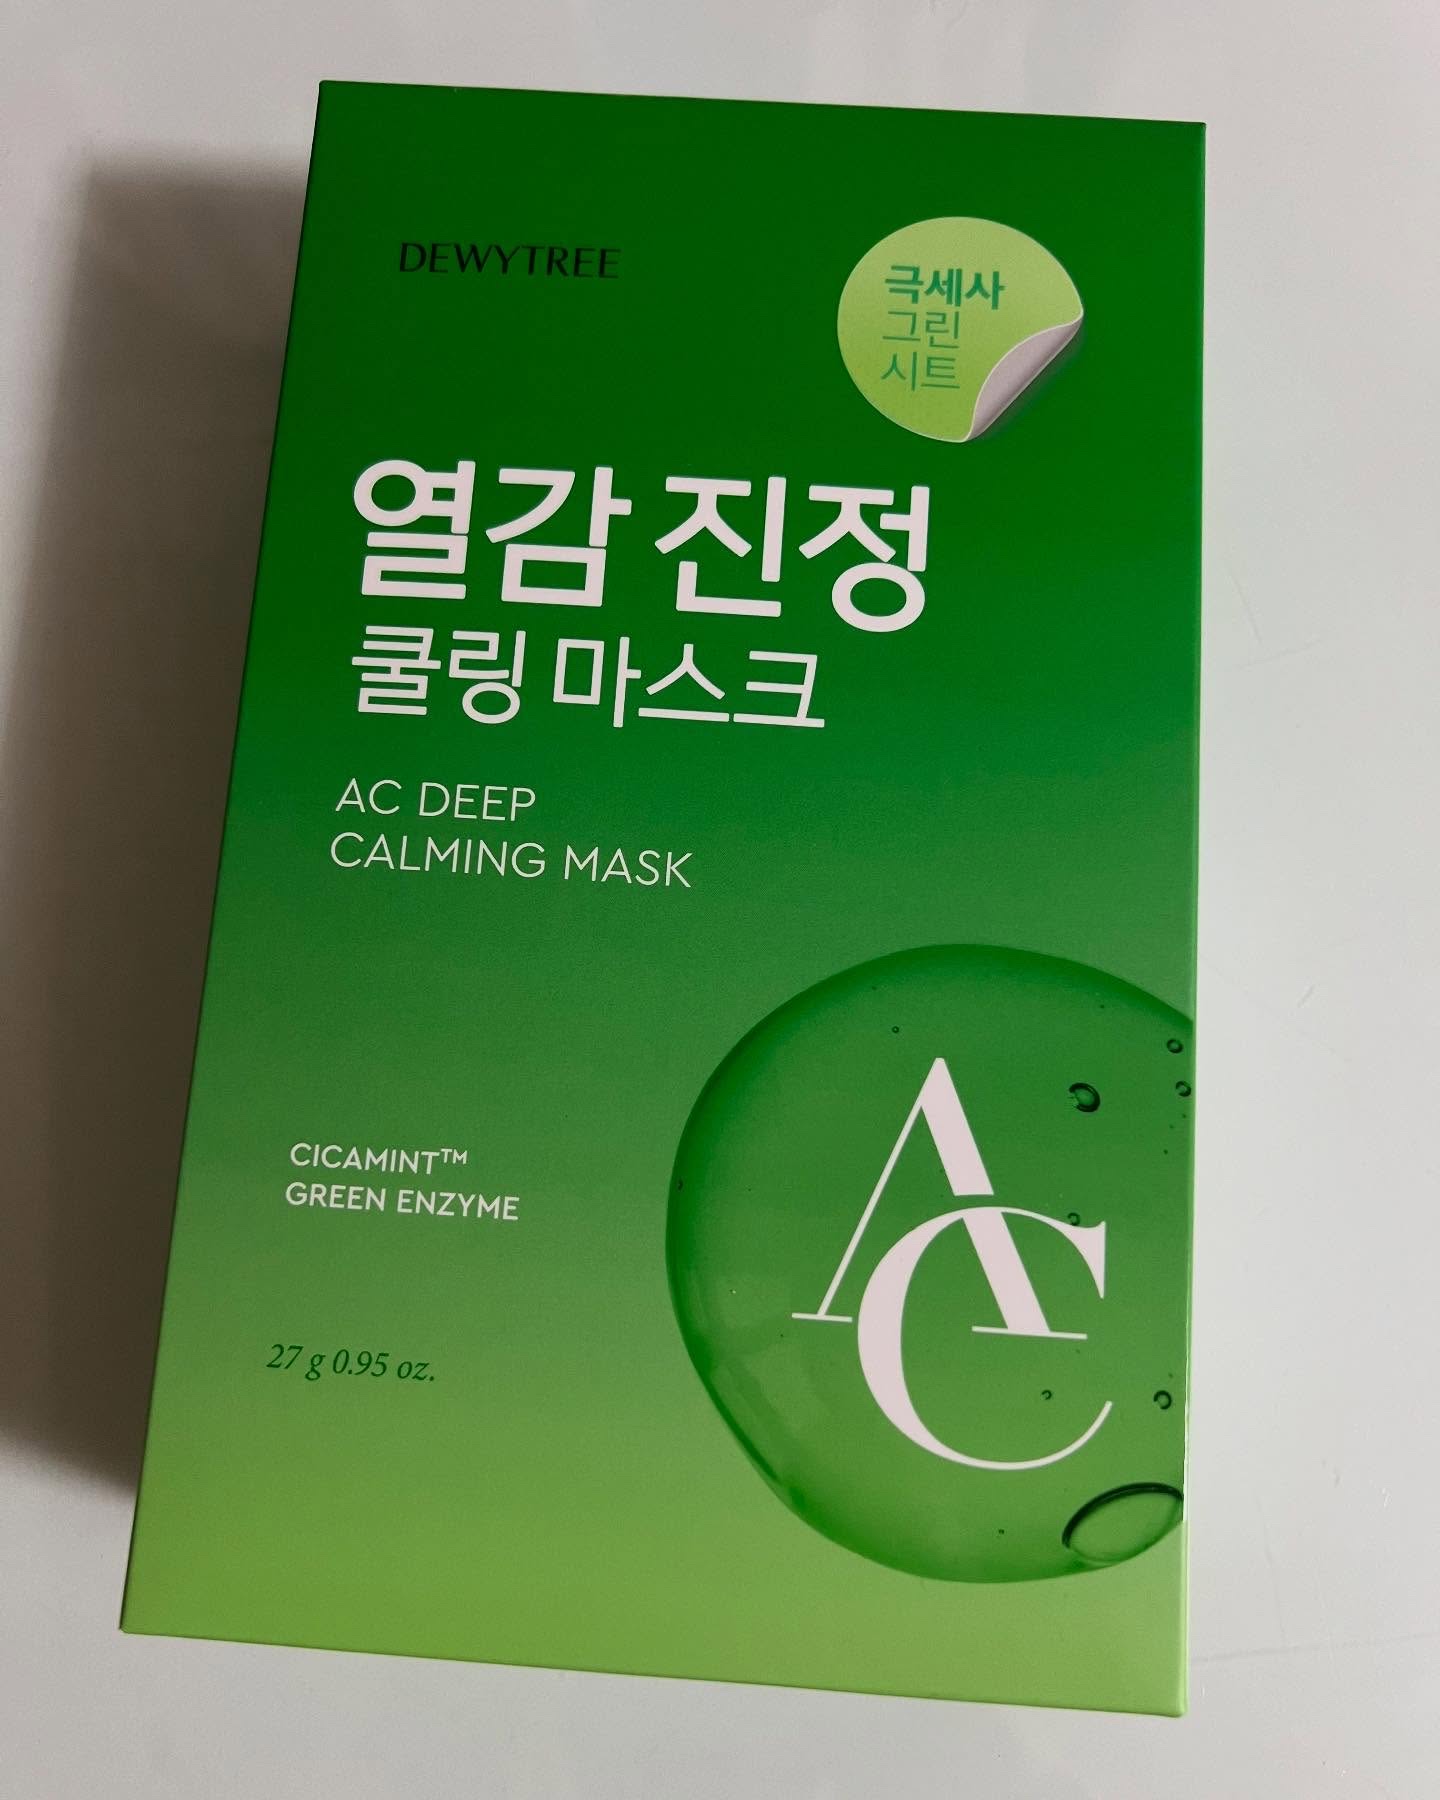 DEWYTREE
극세사
그린
시트
열감 진정
쿨링 마스크
AC DEEP
CALMING MASK
CICAMINT™
GREEN ENZYME
AC
27 g 0.95 oz.